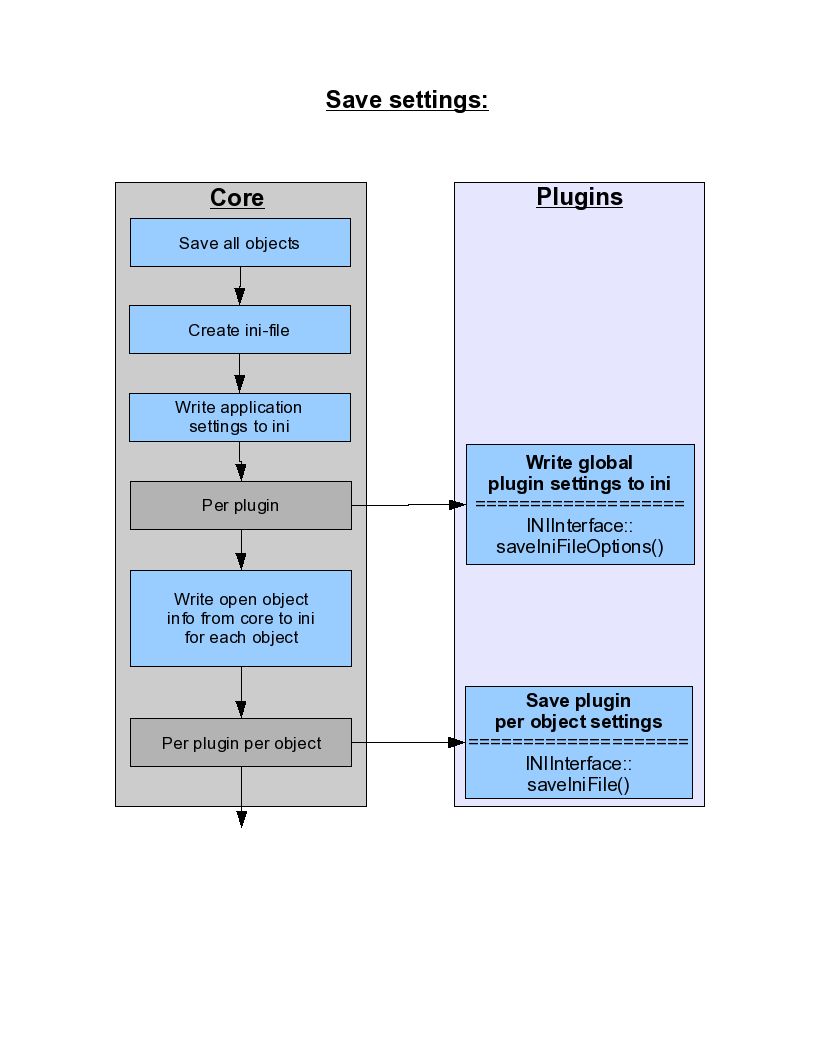 Save settings:
Core
Save all objects
Create ini-file
Write application
settings to ini
Per plugin
Write open object
info from core to ini
for each object
Per plugin per object
Plugins
Write global
plugin settings to ini
===================
INIInterface::
saveIniFileOptions()
Save plugin
per object settings
====================
INIInterface::
saveIniFile()